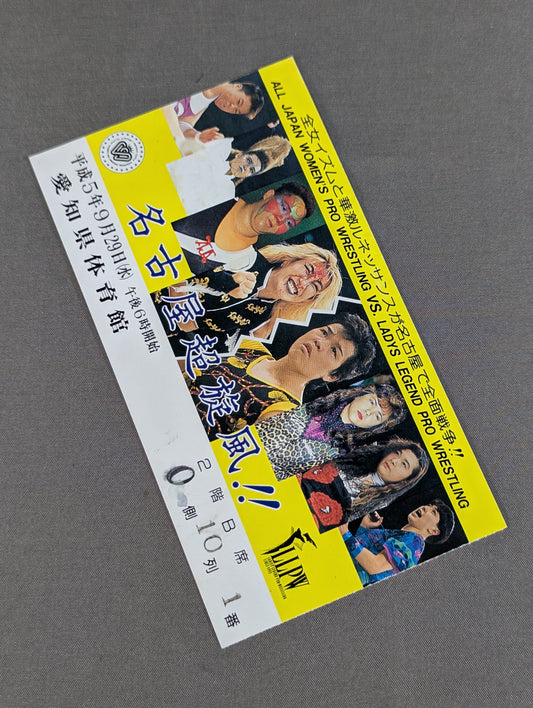 全女イズムと華激ルネッサンスが名古屋で全面戦争!!
ALL JAPAN WOMEN'S PRO WRESTLING VS. LADYS LEGEND PRO WRESTLING
名古屋超旋風!!
LLPW
平成5年9月29日(水) 午後6時開始
愛知県体育館
2階B席
0側10列 1番